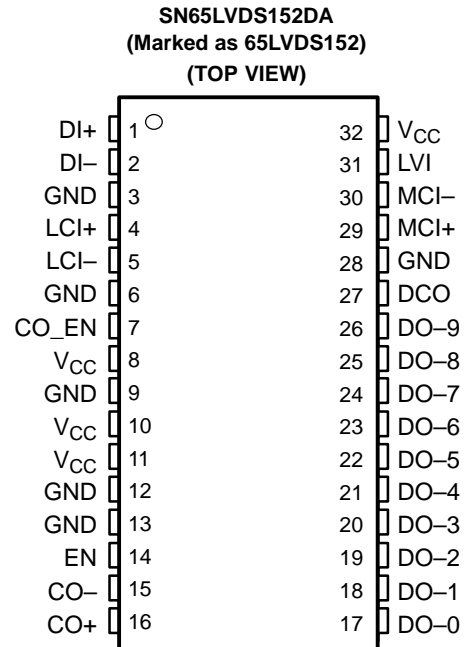 SN65LVDS152DA
(Marked as 65LVDS152)
(TOP VIEW)
DI+ 1 32 VCC
DI– 2 31 LVI
GND 3 30 MCI–
LCI+ 4 29 MCI+
LCI– 5 28 GND
GND 6 27 DCO
CO_EN 7 26 DO–9
VCC 8 25 DO–8
GND 9 24 DO–7
VCC 10 23 DO–6
VCC 11 22 DO–5
GND 12 21 DO–4
GND 13 20 DO–3
EN 14 19 DO–2
CO– 15 18 DO–1
CO+ 16 17 DO–0